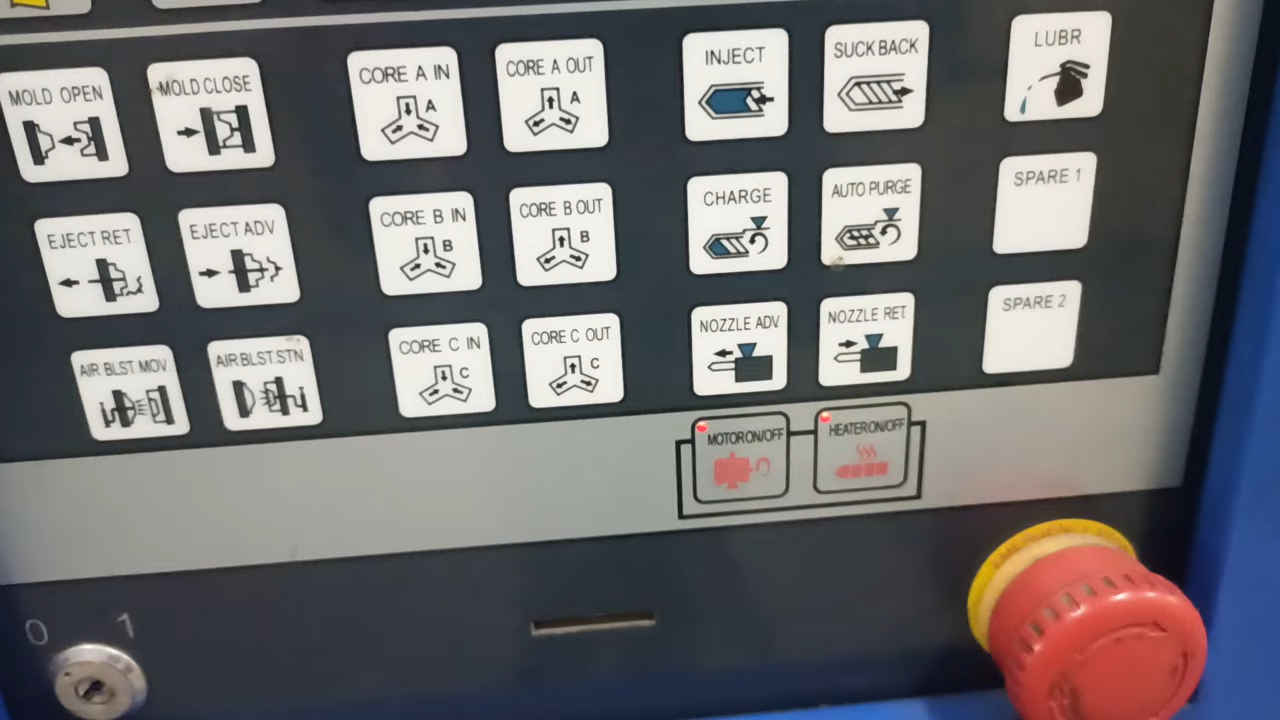 MOLD OPEN
MOLD CLOSE
CORE A IN
A
CORE A OUT
A
INJECT
SUCK BACK
LUBR
EJECT RET
EJECT ADV
CORE B IN
B
CORE B OUT
B
CHARGE
AUTO PURGE
SPARE 1
AIR BLST.MOV
AIR BLST.STN
CORE C IN
C
CORE C OUT
C
NOZZLE ADV
NOZZLE RET
SPARE 2
MOTOR ON/OFF
HEATER ON/OFF
0 1